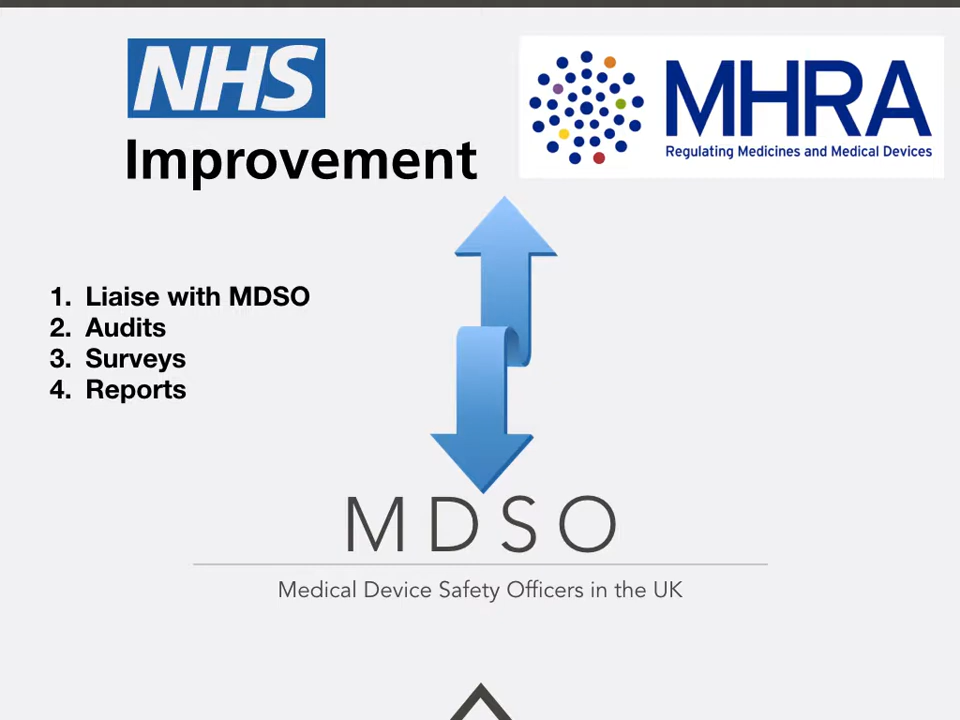 NHS
Improvement
MHRA
Regulating Medicines and Medical Devices
1. Liaise with MDSO
2. Audits
3. Surveys
4. Reports
MDSO
Medical Device Safety Officers in the UK